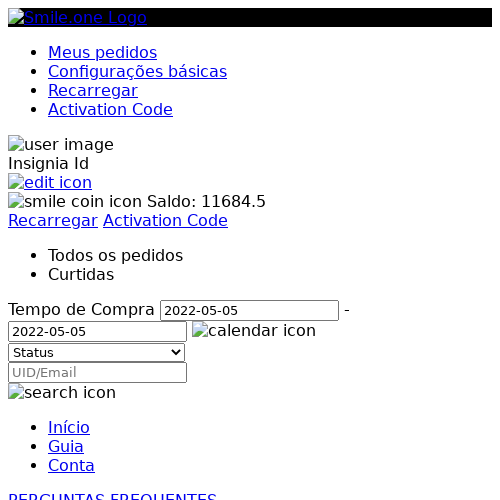 Smile.one Logo
Meus pedidos
Configurações básicas
Recarregar
Activation Code
user image
Insignia Id
edit icon
smile coin icon Saldo: 11684.5
Recarregar Activation Code
Todos os pedidos
Curtidas
Tempo de Compra 2022-05-05 -
2022-05-05 calendar icon
Status
UID/Email
search icon
Início
Guia
Conta
PERGUNTAS FREQUENTES